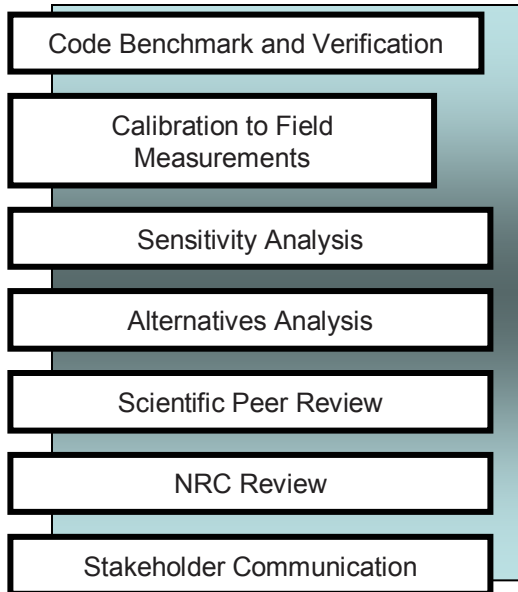 Code Benchmark and Verification
Calibration to Field
Measurements
Sensitivity Analysis
Alternatives Analysis
Scientific Peer Review
NRC Review
Stakeholder Communication